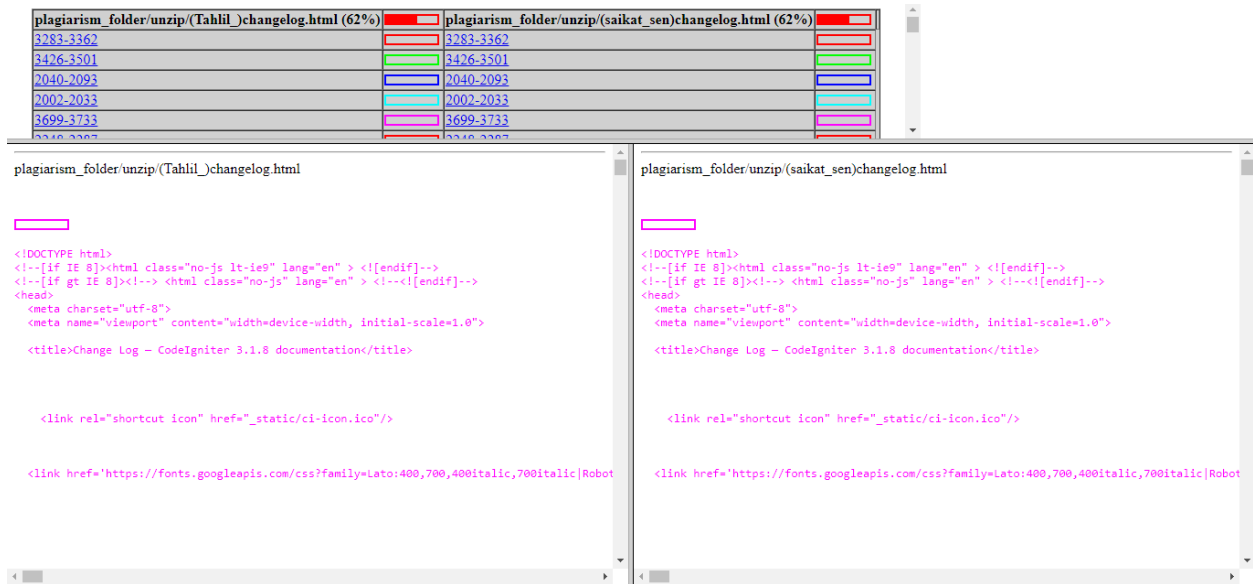 plagiarism_folder/unzip/(Tahlil_)changelog.html (62%) plagiarism_folder/unzip/(saikat_sen)changelog.html (62%)
3283-3362 3283-3362
3426-3501 3426-3501
2040-2093 2040-2093
2002-2033 2002-2033
3699-3733 3699-3733
plagiarism_folder/unzip/(Tahlil_)changelog.html
<!DOCTYPE html>
<!--[if IE 8]><html class="no-js lt-ie9" lang="en" > <![endif]-->
<!--[if gt IE 8]><!--> <html class="no-js" lang="en" > <!--<![endif]-->
<head>
<meta charset="utf-8">
<meta name="viewport" content="width=device-width, initial-scale=1.0">
<title>Change Log — CodeIgniter 3.1.8 documentation</title>
<link rel="shortcut icon" href="_static/ci-icon.ico"/>
<link href='https://fonts.googleapis.com/css?family=Lato:400,700,400italic,700italic|Robot
plagiarism_folder/unzip/(saikat_sen)changelog.html
<!DOCTYPE html>
<!--[if IE 8]><html class="no-js lt-ie9" lang="en" > <![endif]-->
<!--[if gt IE 8]><!--> <html class="no-js" lang="en" > <!--<![endif]-->
<head>
<meta charset="utf-8">
<meta name="viewport" content="width=device-width, initial-scale=1.0">
<title>Change Log — CodeIgniter 3.1.8 documentation</title>
<link rel="shortcut icon" href="_static/ci-icon.ico"/>
<link href='https://fonts.googleapis.com/css?family=Lato:400,700,400italic,700italic|Robot